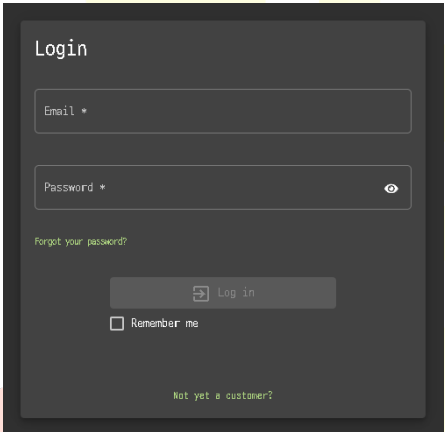 Login
Email *
Password *
Forgot your password?
Log in
Remember me
Not yet a customer?